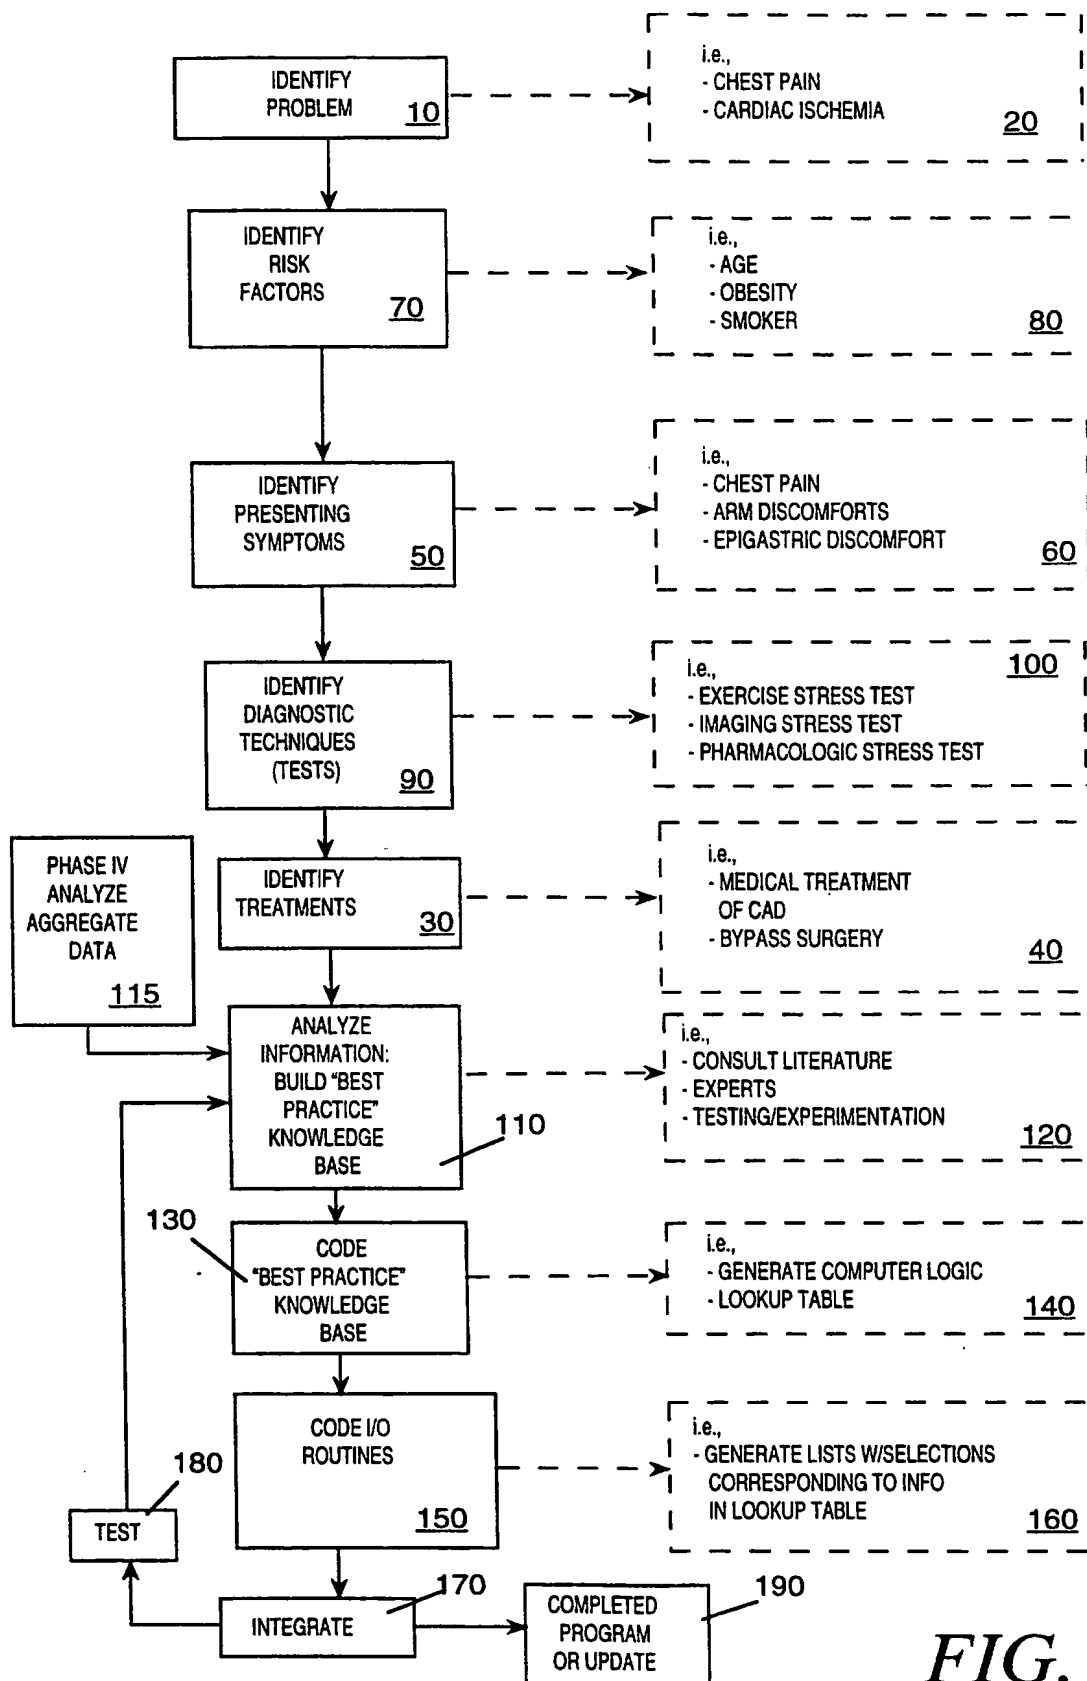 IDENTIFY
PROBLEM
10
i.e.,
- CHEST PAIN
- CARDIAC ISCHEMIA
20
IDENTIFY
RISK
FACTORS
70
i.e.,
- AGE
- OBESITY
- SMOKER
80
IDENTIFY
PRESENTING
SYMPTOMS
50
i.e.,
- CHEST PAIN
- ARM DISCOMFORTS
- EPIGASTRIC DISCOMFORT
60
IDENTIFY
DIAGNOSTIC
TECHNIQUES
(TESTS)
90
100
i.e.,
- EXERCISE STRESS TEST
- IMAGING STRESS TEST
- PHARMACOLOGIC STRESS TEST
PHASE IV
ANALYZE
AGGREGATE
DATA
115
IDENTIFY
TREATMENTS
30
i.e.,
- MEDICAL TREATMENT
OF CAD
- BYPASS SURGERY
40
ANALYZE
INFORMATION:
BUILD "BEST
PRACTICE"
KNOWLEDGE
BASE
110
i.e.,
- CONSULT LITERATURE
- EXPERTS
- TESTING/EXPERIMENTATION
120
130
CODE
"BEST PRACTICE"
KNOWLEDGE
BASE
i.e.,
- GENERATE COMPUTER LOGIC
- LOOKUP TABLE
140
CODE I/O
ROUTINES
150
i.e.,
- GENERATE LISTS W/SELECTIONS
CORRESPONDING TO INFO
IN LOOKUP TABLE
160
180
TEST
170
INTEGRATE
190
COMPLETED
PROGRAM
OR UPDATE
FIG.